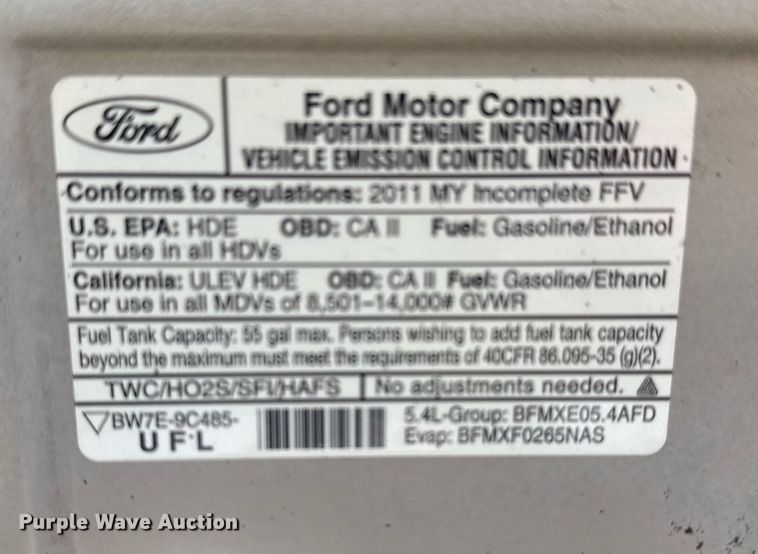 Ford
Ford Motor Company
IMPORTANT ENGINE INFORMATION/
VEHICLE EMISSION CONTROL INFORMATION
Conforms to regulations: 2011 MY Incomplete FFV
U.S. EPA: HDE OBD: CA II Fuel: Gasoline/Ethanol
For use in all HDVs
California: ULEV HDE OBD: CA II Fuel: Gasoline/Ethanol
For use in all MDVs of 8,501-14,000# GVWR
Fuel Tank Capacity: 55 gal max. Persons wishing to add fuel tank capacity
beyond the maximum must meet the requirements of 40CFR 86.095-35 (g)(2).
TWC/HO2S/SFI/HAFS No adjustments needed.
BW7E-9C485- 5.4L-Group: BFMXE05.4AFD
UFL Evap: BFMXF0265NAS
Purple Wave Auction